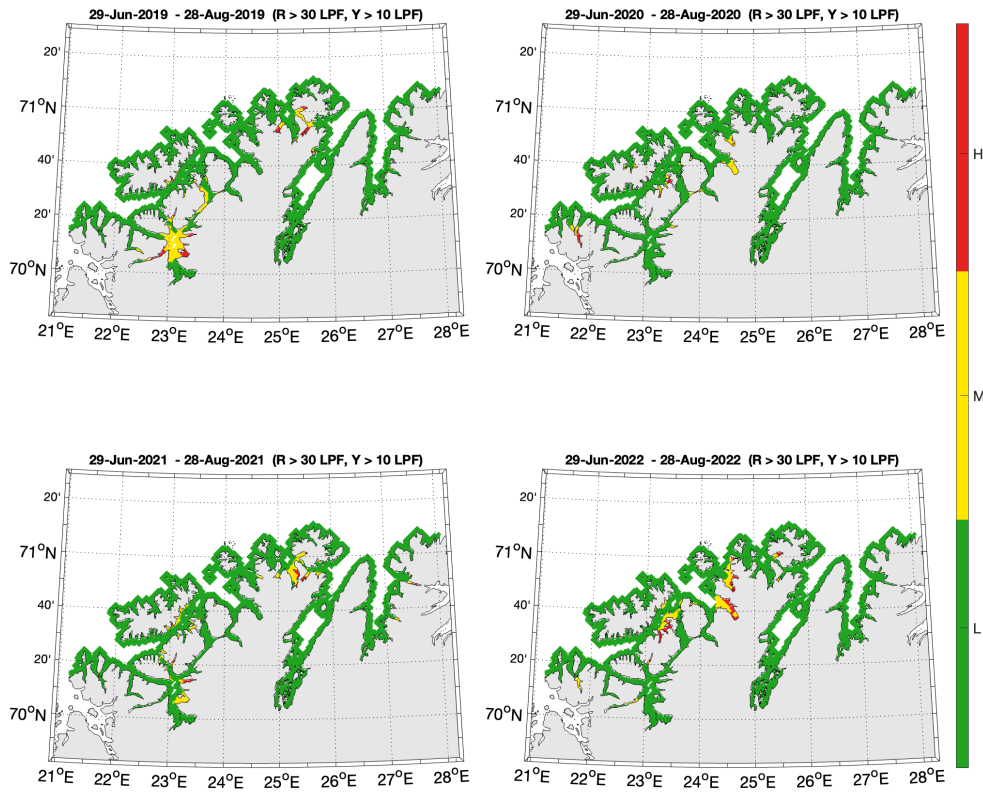 29-Jun-2019 - 28-Aug-2019 (R > 30 LPF, Y > 10 LPF)
20'
71°N
40'
20'
70°N
21°E 22°E 23°E 24°E 25°E 26°E 27°E 28°E
29-Jun-2020 - 28-Aug-2020 (R > 30 LPF, Y > 10 LPF)
20'
71°N
40'
20'
70°N
21°E 22°E 23°E 24°E 25°E 26°E 27°E 28°E
29-Jun-2021 - 28-Aug-2021 (R > 30 LPF, Y > 10 LPF)
20'
71°N
40'
20'
70°N
21°E 22°E 23°E 24°E 25°E 26°E 27°E 28°E
29-Jun-2022 - 28-Aug-2022 (R > 30 LPF, Y > 10 LPF)
20'
71°N
40'
20'
70°N
21°E 22°E 23°E 24°E 25°E 26°E 27°E 28°E
H
M
L